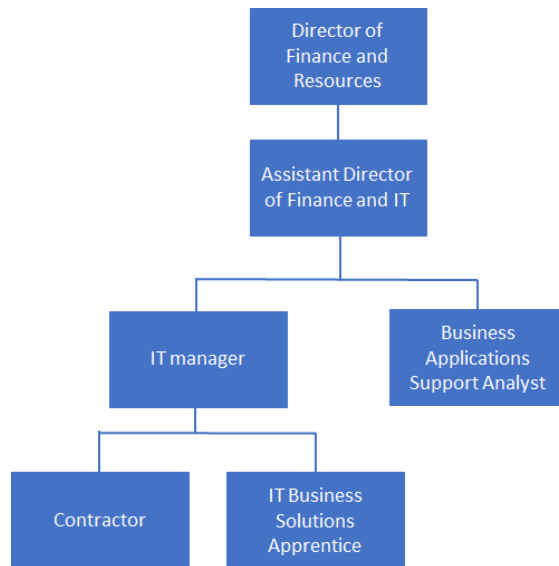 Director of
Finance and
Resources
Assistant Director
of Finance and IT
IT manager
Business
Applications
Support Analyst
Contractor
IT Business
Solutions
Apprentice